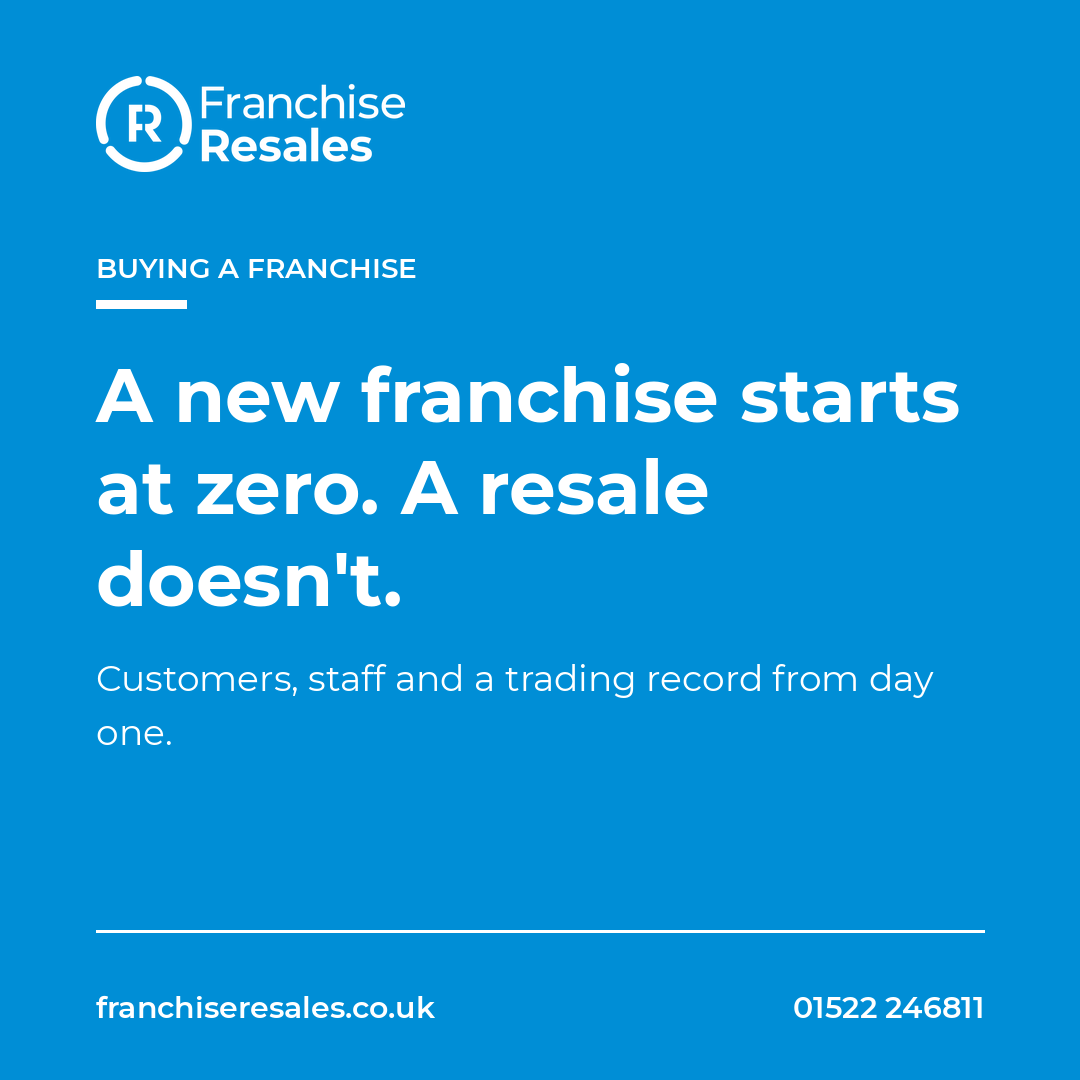 Franchise
Resales
BUYING A FRANCHISE
A new franchise starts
at zero. A resale
doesn't.
Customers, staff and a trading record from day
one.
franchiseresales.co.uk
01522 246811